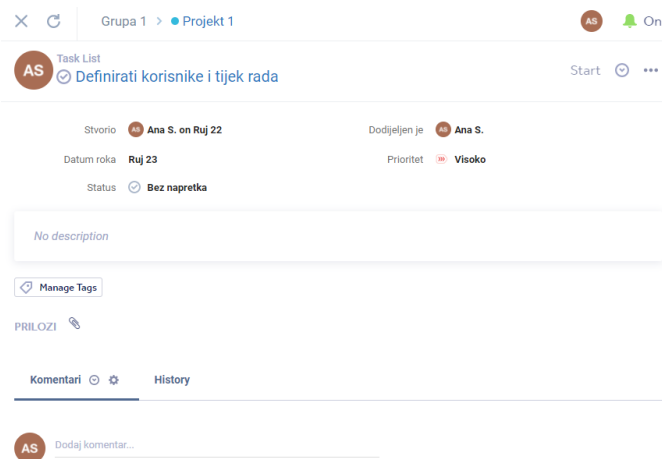 Grupa 1 > Projekt 1
AS
On
AS
Task List
Definirati korisnike i tijek rada
Start
Stvorio AS Ana S. on Ruj 22
Dodijeljen je AS Ana S.
Datum roka Ruj 23
Prioritet Visoko
Status Bez napretka
No description
Manage Tags
PRILOZI
Komentari
History
AS
Dodaj komentar...